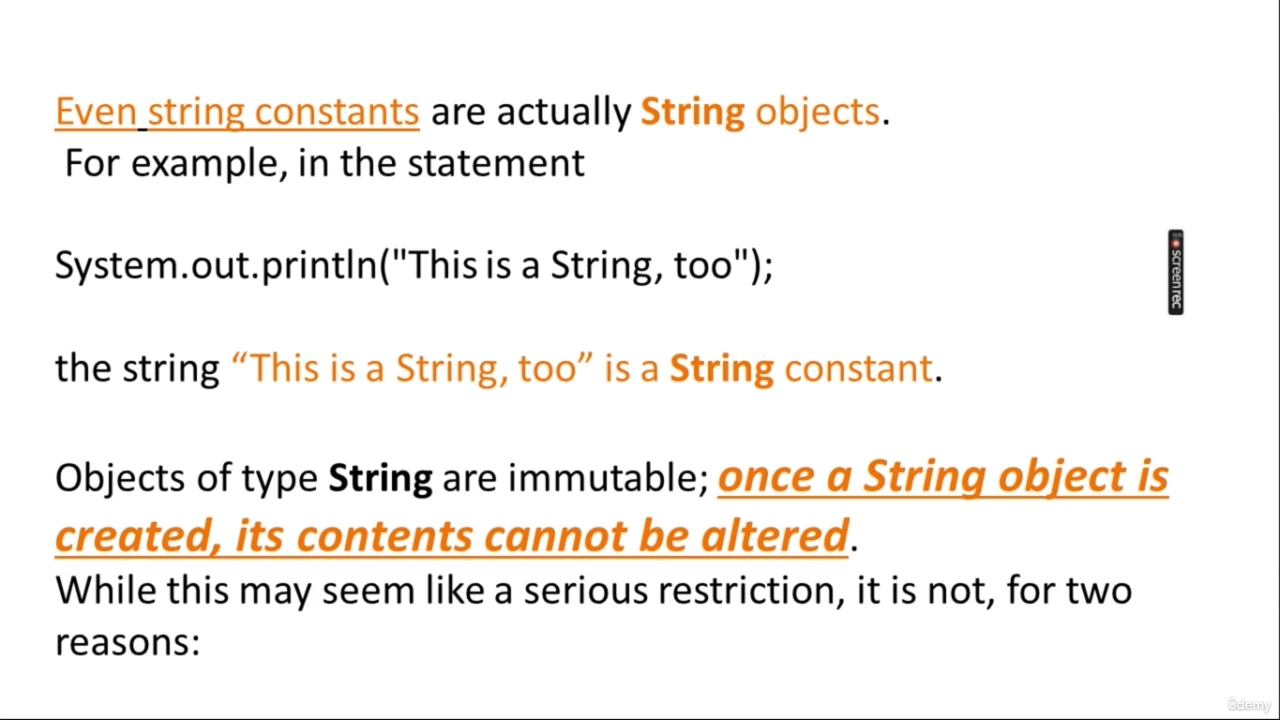 Even string constants are actually String objects.
For example, in the statement
System.out.println("This is a String, too");
screenrec
the string “This is a String, too” is a String constant.
Objects of type String are immutable; once a String object is
created, its contents cannot be altered.
While this may seem like a serious restriction, it is not, for two
reasons:
ûdemy